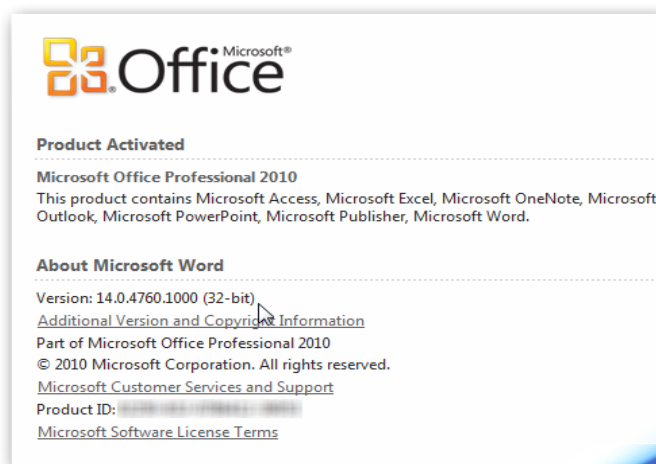 Microsoft®
Office
Product Activated
Microsoft Office Professional 2010
This product contains Microsoft Access, Microsoft Excel, Microsoft OneNote, Microsoft
Outlook, Microsoft PowerPoint, Microsoft Publisher, Microsoft Word.
About Microsoft Word
Version: 14.0.4760.1000 (32-bit)
Additional Version and Copyright Information
Part of Microsoft Office Professional 2010
© 2010 Microsoft Corporation. All rights reserved.
Microsoft Customer Services and Support
Product ID:
Microsoft Software License Terms